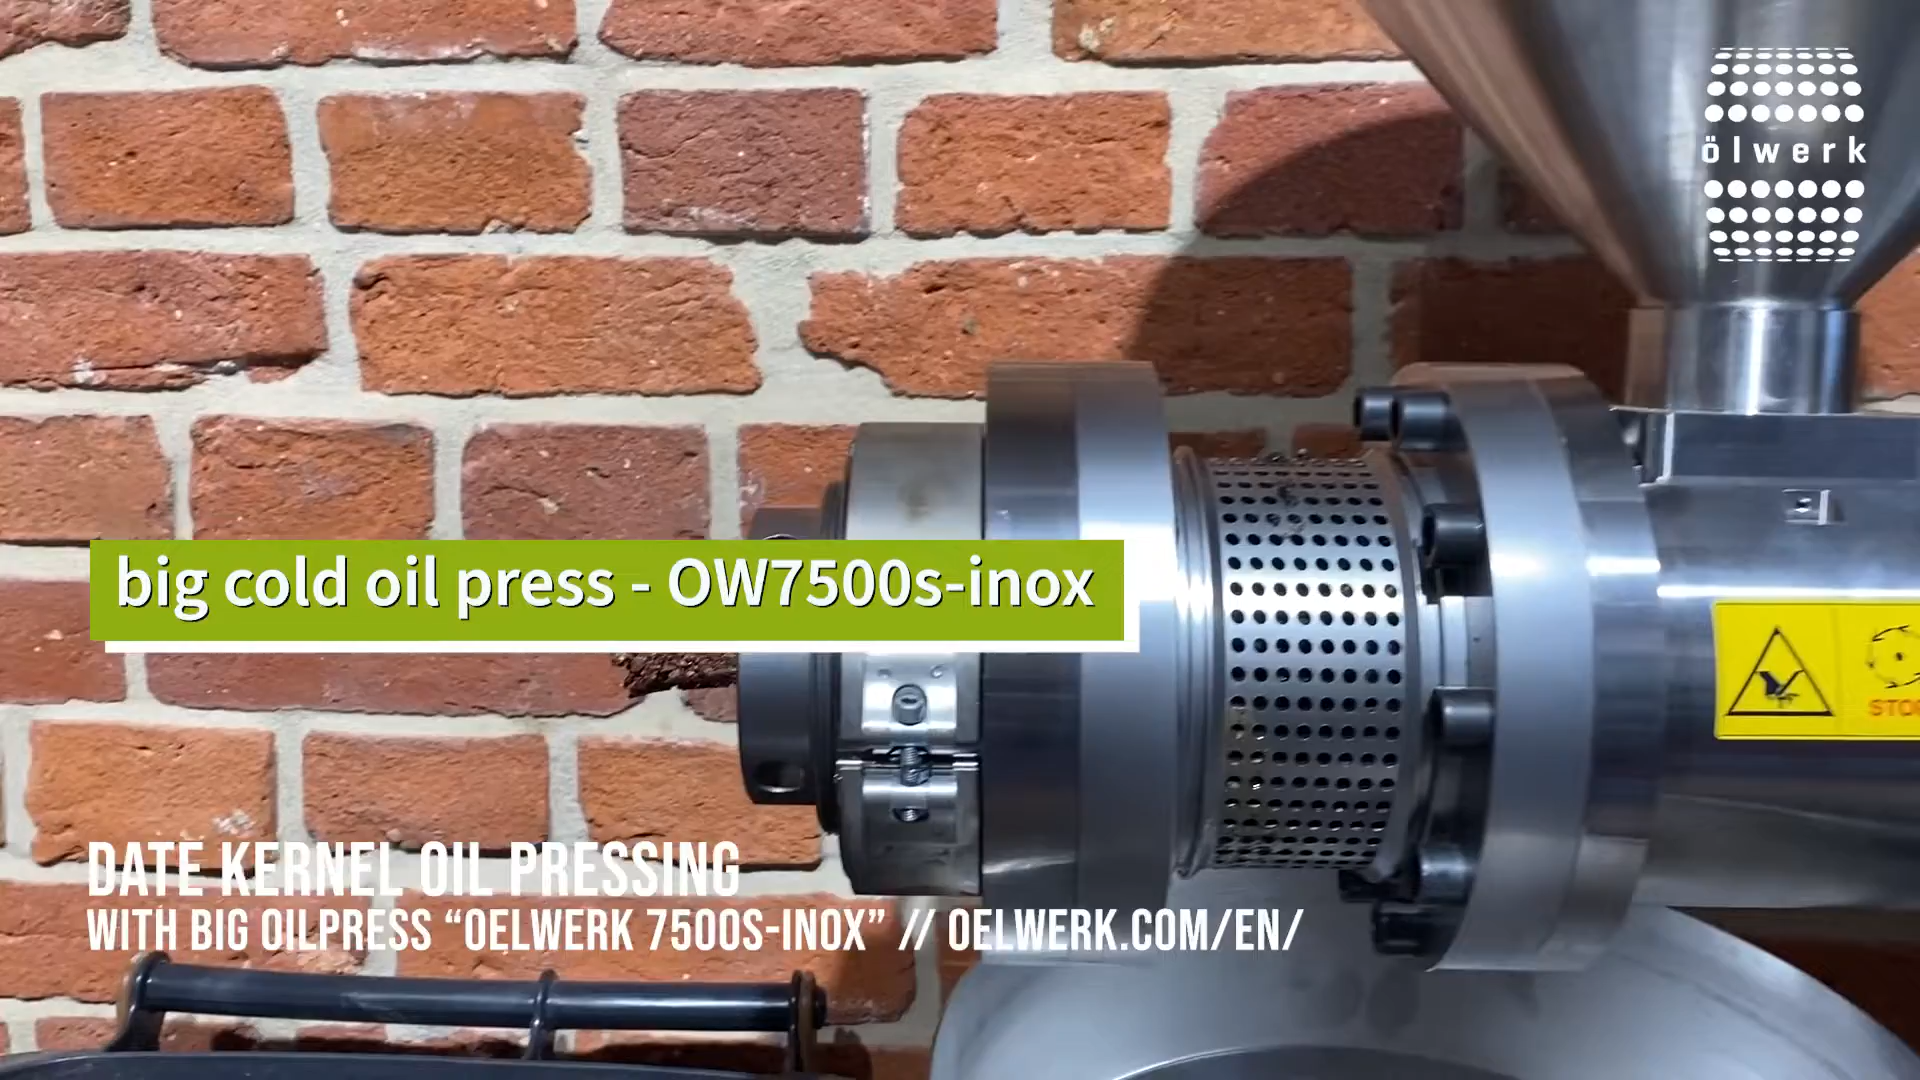 ölwerk
big cold oil press - OW7500s-inox
STOP
DATE KERNEL OIL PRESSING
WITH BIG OILPRESS “OELWERK 7500S-INOX” // OELWERK.COM/EN/